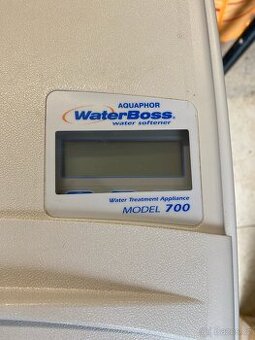 AQUAPHOR
WaterBoss.
water softener
Water Treatment Appliance
MODEL 700